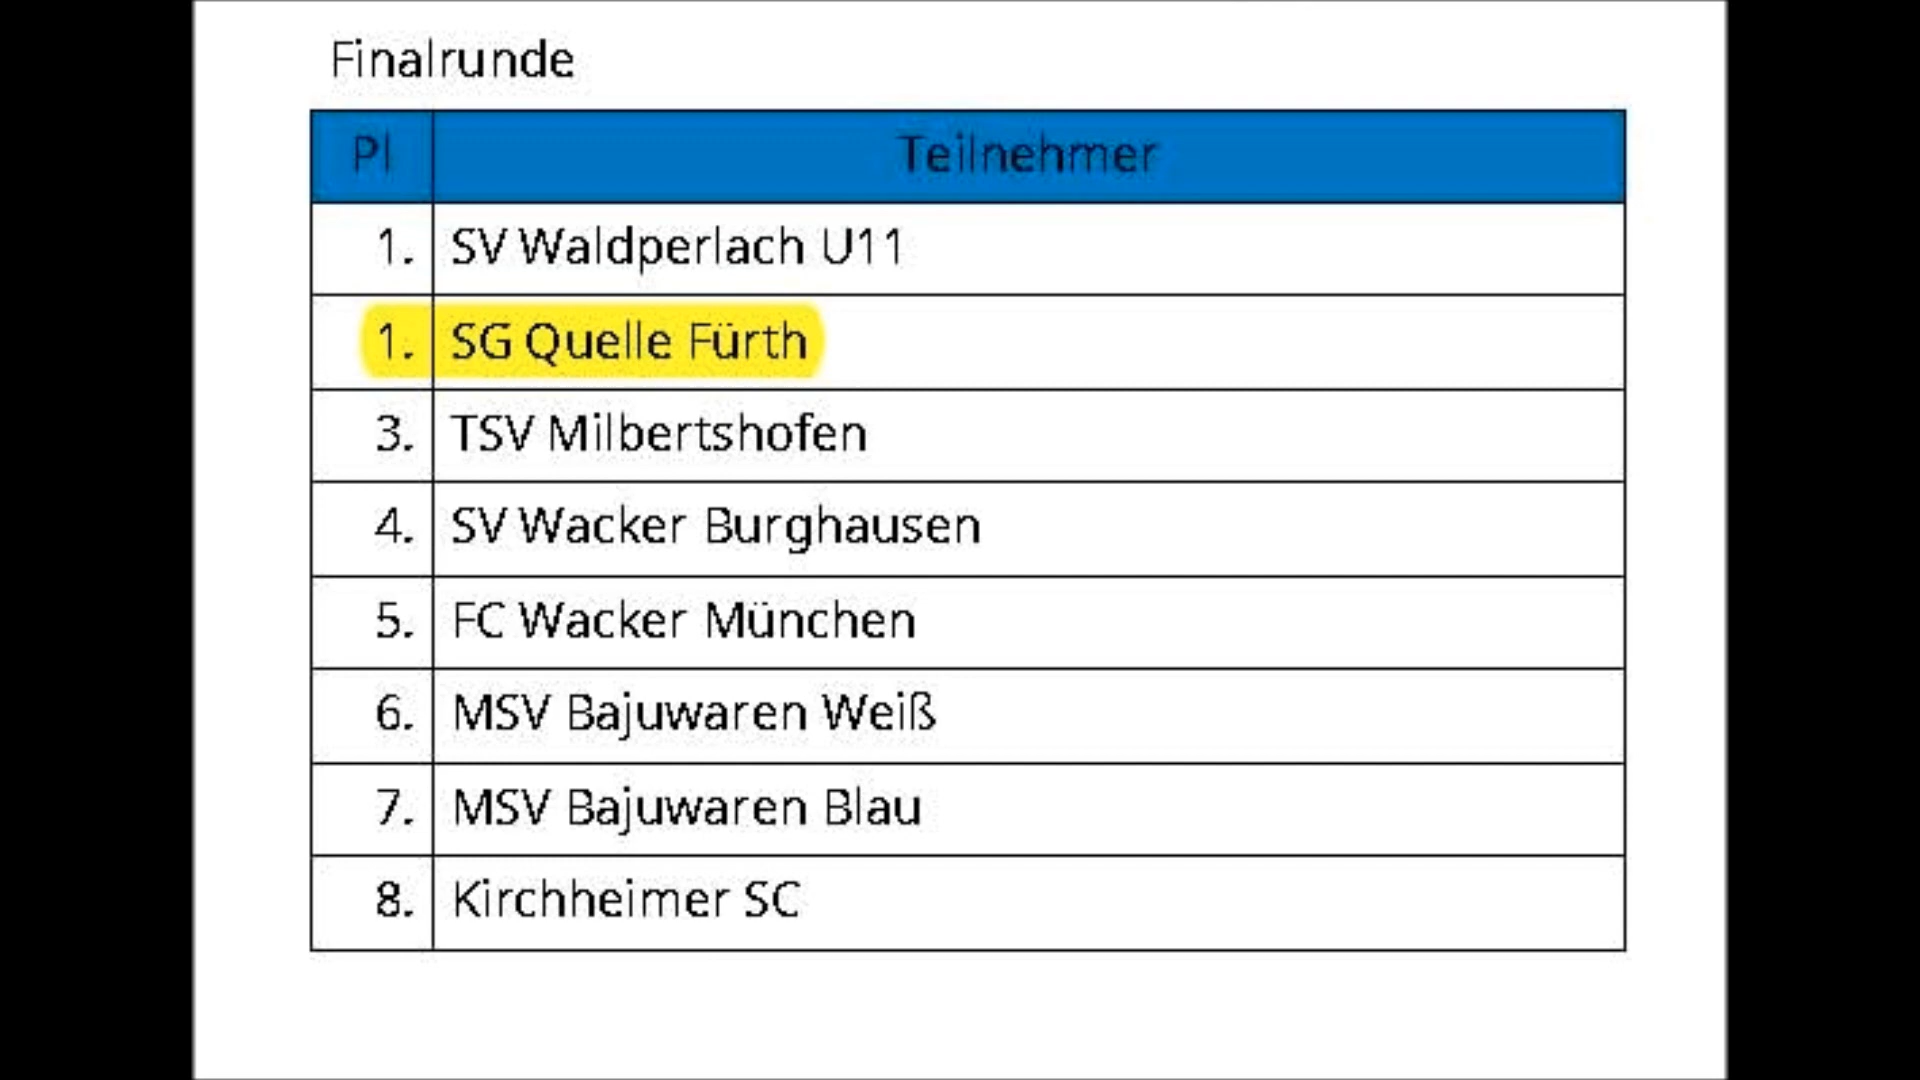 Finalrunde
Pl Teilnehmer
1. SV Waldperlach U11
1. SG Quelle Fürth
3. TSV Milbertshofen
4. SV Wacker Burghausen
5. FC Wacker München
6. MSV Bajuwaren Weiß
7. MSV Bajuwaren Blau
8. Kirchheimer SC